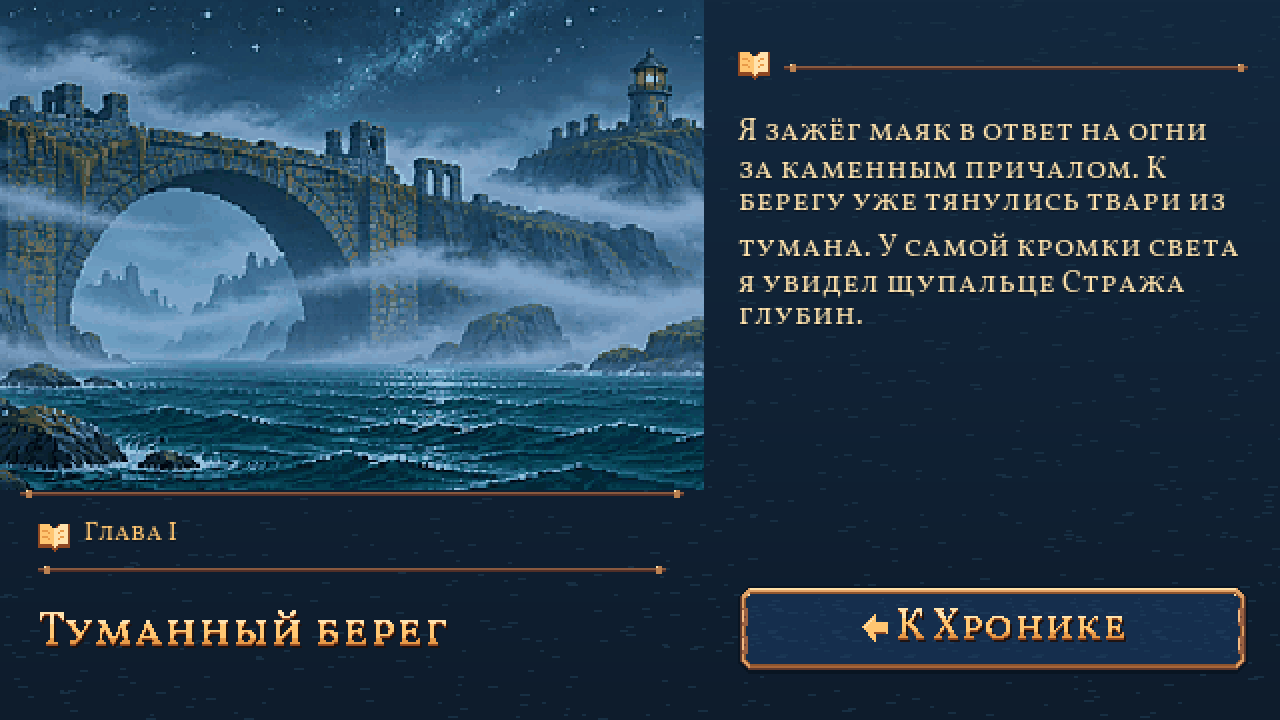 Глава I
Туманный берег
Я зажёг маяк в ответ на огни
за каменным причалом. К
берегу уже тянулись твари из
тумана. У самой кромки света
я увидел щупальце Стража
глубин.
К Хронике